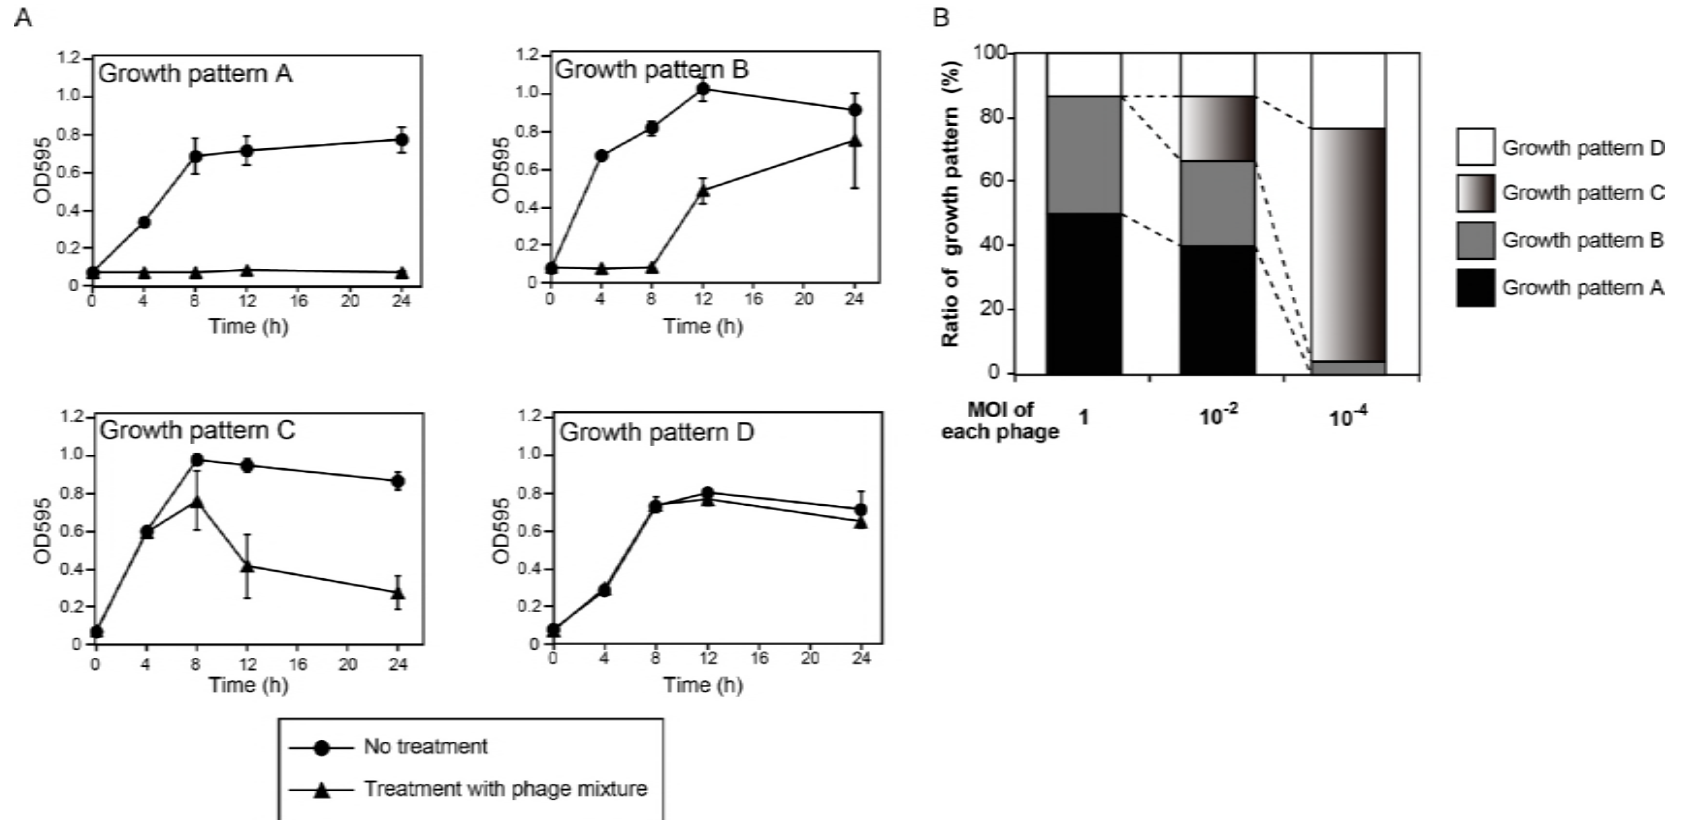 A
Growth pattern A
1.2
1.0
0.8
0.6
0.4
0.2
0
OD595
0 4 8 12 16 20 24
Time (h)
Growth pattern B
1.2
1.0
0.8
0.6
0.4
0.2
0
OD595
0 4 8 12 16 20 24
Time (h)
Growth pattern C
1.2
1.0
0.8
0.6
0.4
0.2
0
OD595
0 4 8 12 16 20 24
Time (h)
Growth pattern D
1.2
1.0
0.8
0.6
0.4
0.2
0
OD595
0 4 8 12 16 20 24
Time (h)
No treatment
Treatment with phage mixture
B
Ratio of growth pattern (%)
100
80
60
40
20
0
MOI of
each phage
1 10⁻² 10⁻⁴
Growth pattern D
Growth pattern C
Growth pattern B
Growth pattern A